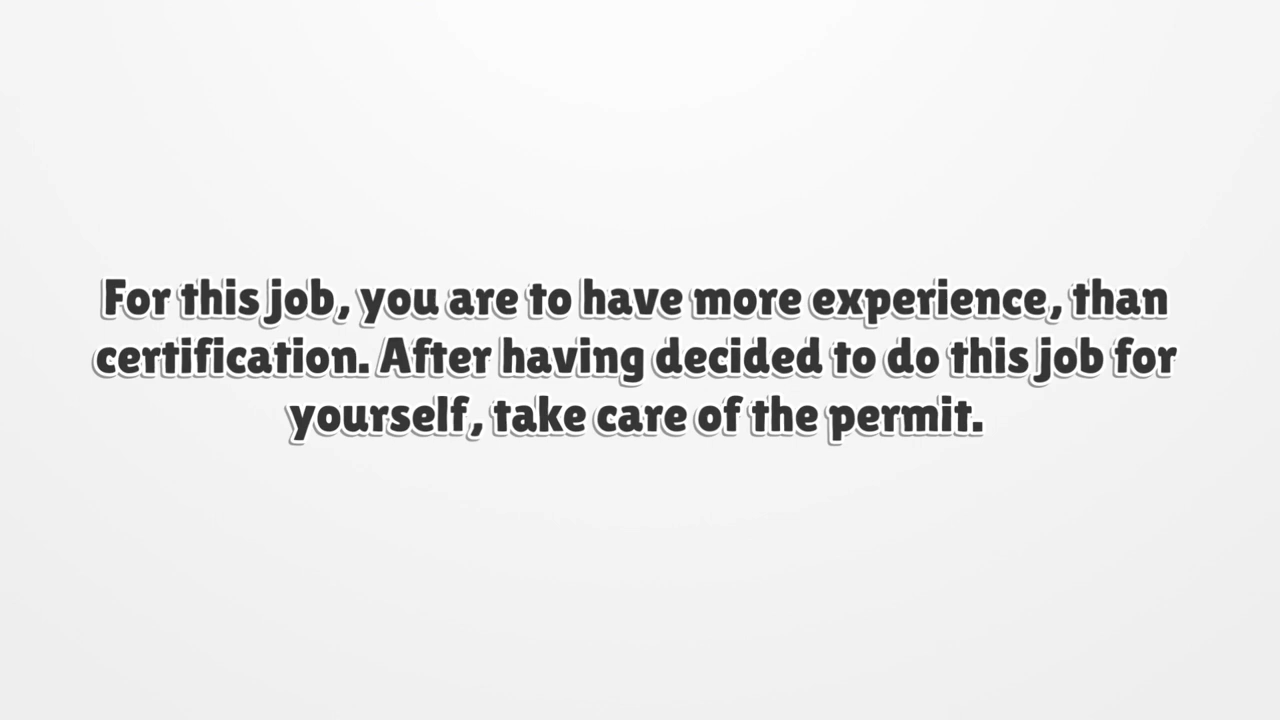 For this job, you are to have more experience, than
certification. After having decided to do this job for
yourself, take care of the permit.